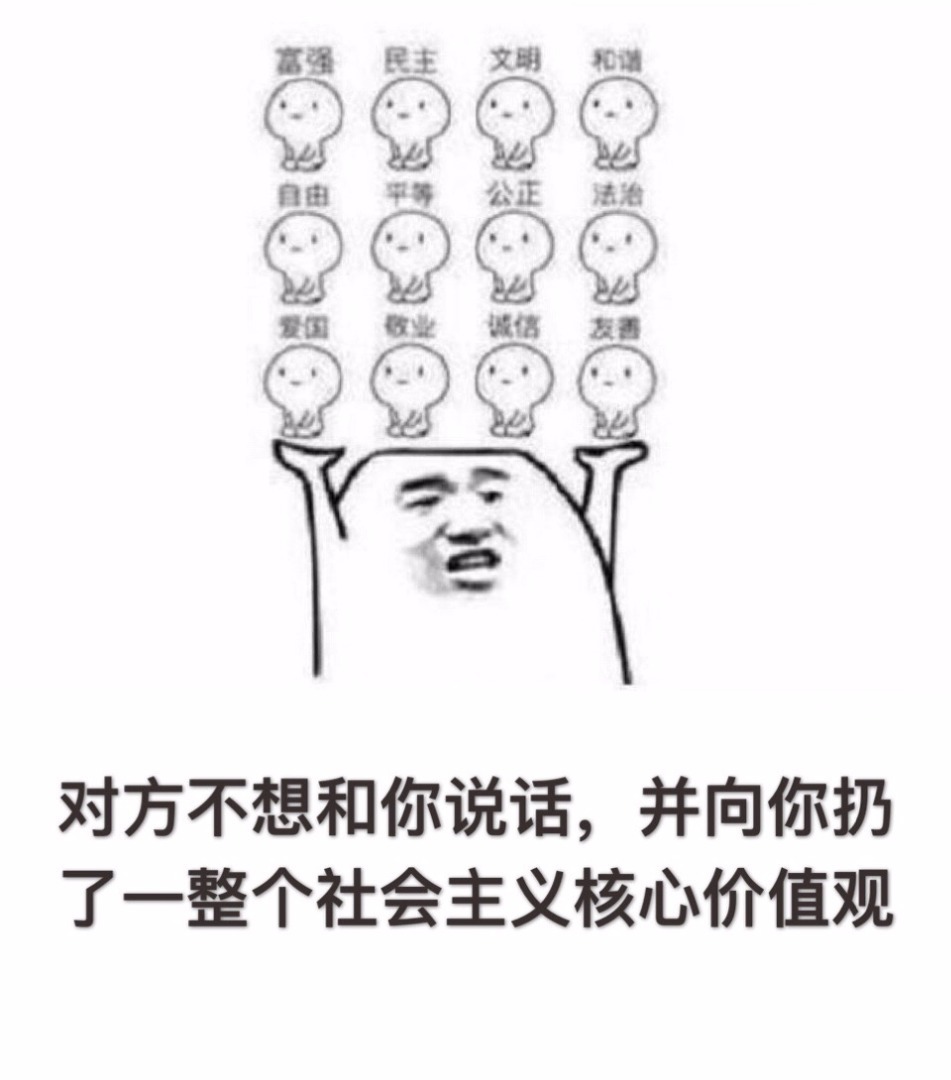 富强 民主 文明 和谐
自由 平等 公正 法治
爱国 敬业 诚信 友善
对方不想和你说话，并向你扔
了一整个社会主义核心价值观